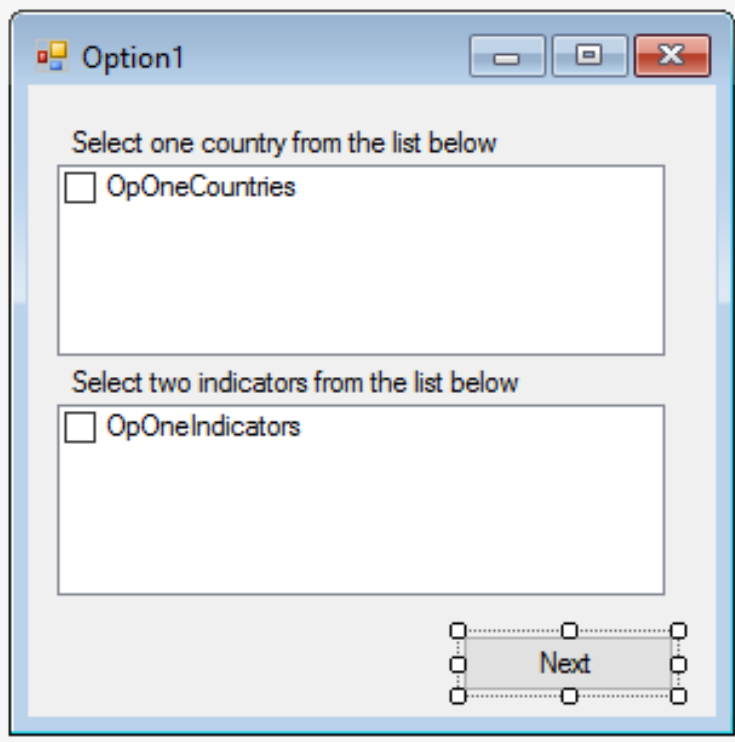 Option1
Select one country from the list below
OpOneCountries
Select two indicators from the list below
OpOneIndicators
Next